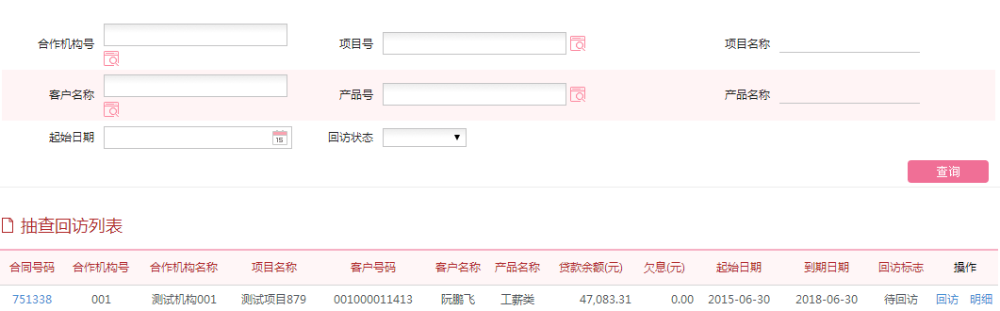 合作机构号 项目号 项目名称
客户名称 产品号 产品名称
起始日期 15 回访状态
查询
抽查回访列表
合同号码 合作机构号 合作机构名称 项目名称 客户号码 客户名称 产品名称 贷款余额(元) 欠息(元) 起始日期 到期日期 回访标志 操作
751338 001 测试机构001 测试项目879 001000011413 阮鹏飞 工薪类 47,083.31 0.00 2015-06-30 2018-06-30 待回访 回访 明细